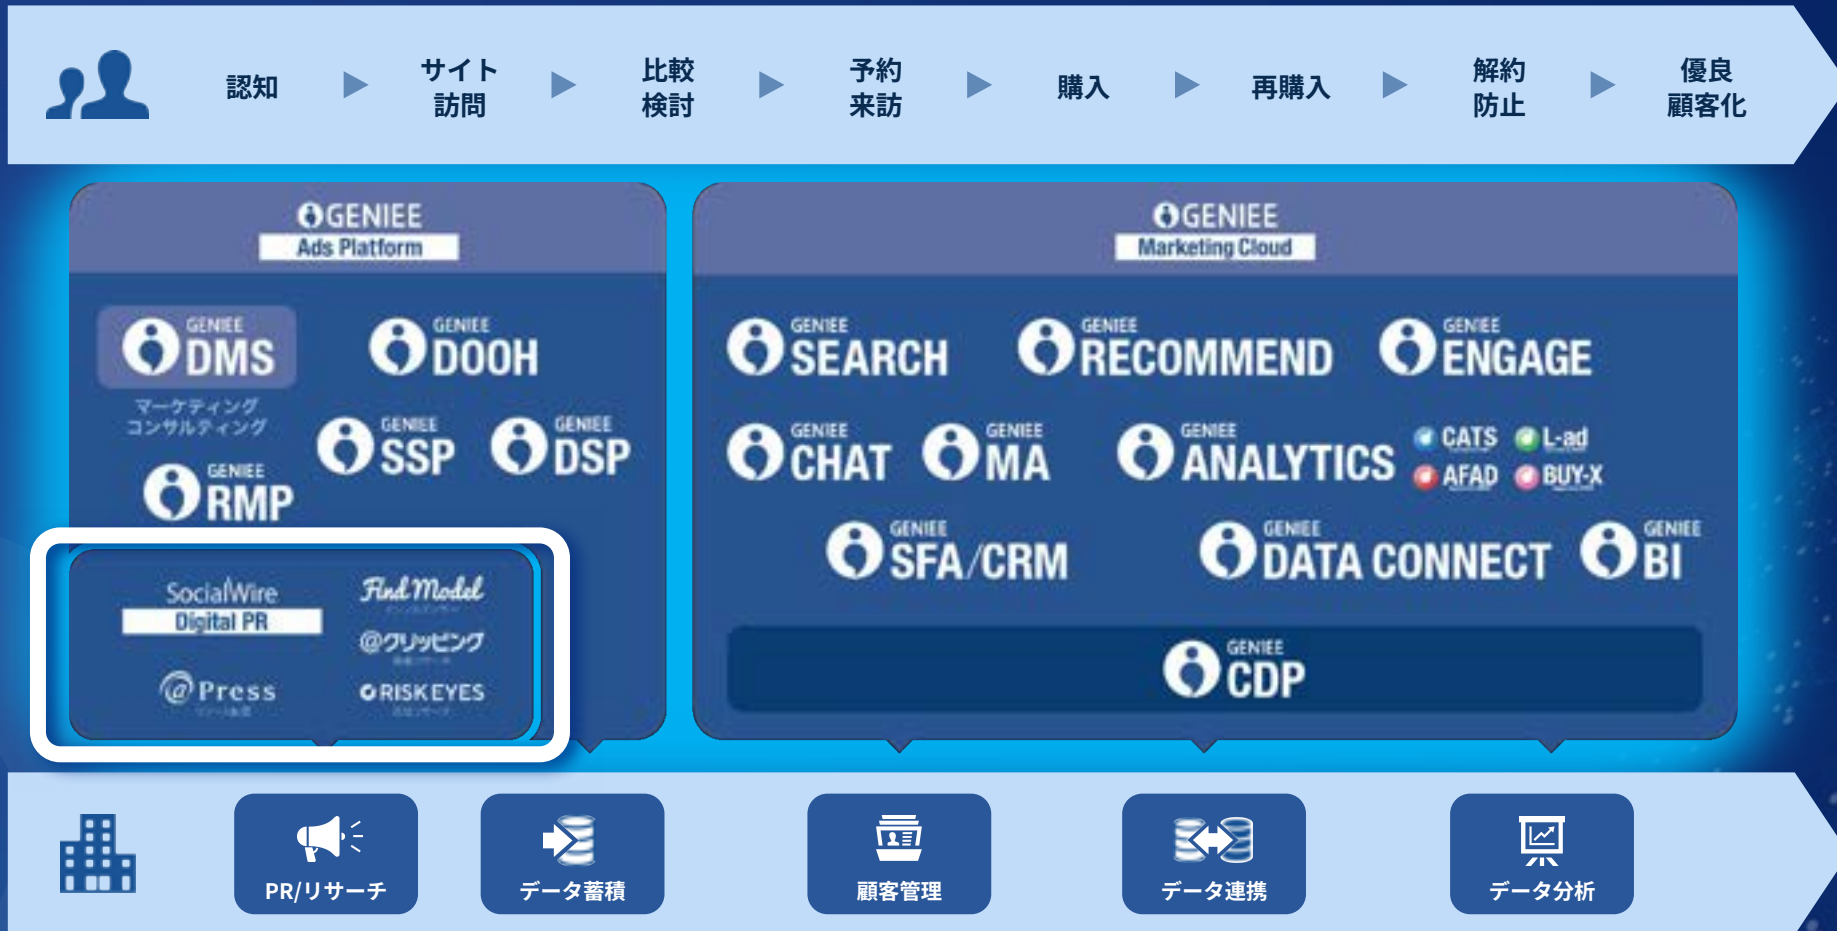 認知
サイト
訪問
比較
検討
予約
来訪
購入
再購入
解約
防止
優良
顧客化
GENIEE
Ads Platform
GENIEE
DMS
マーケティング
コンサルティング
GENIEE
DOOH
GENIEE
SSP
GENIEE
DSP
GENIEE
RMP
SocialWire
Digital PR
Find Model
@クリッピング
@Press
RISK EYES
GENIEE
Marketing Cloud
GENIEE
SEARCH
GENIEE
RECOMMEND
GENIEE
ENGAGE
GENIEE
CHAT
GENIEE
MA
GENIEE
ANALYTICS
CATS
L-ad
AFAD
BUY-X
GENIEE
SFA/CRM
GENIEE
DATA CONNECT
GENIEE
BI
GENIEE
CDP
PR/リサーチ
データ蓄積
顧客管理
データ連携
データ分析